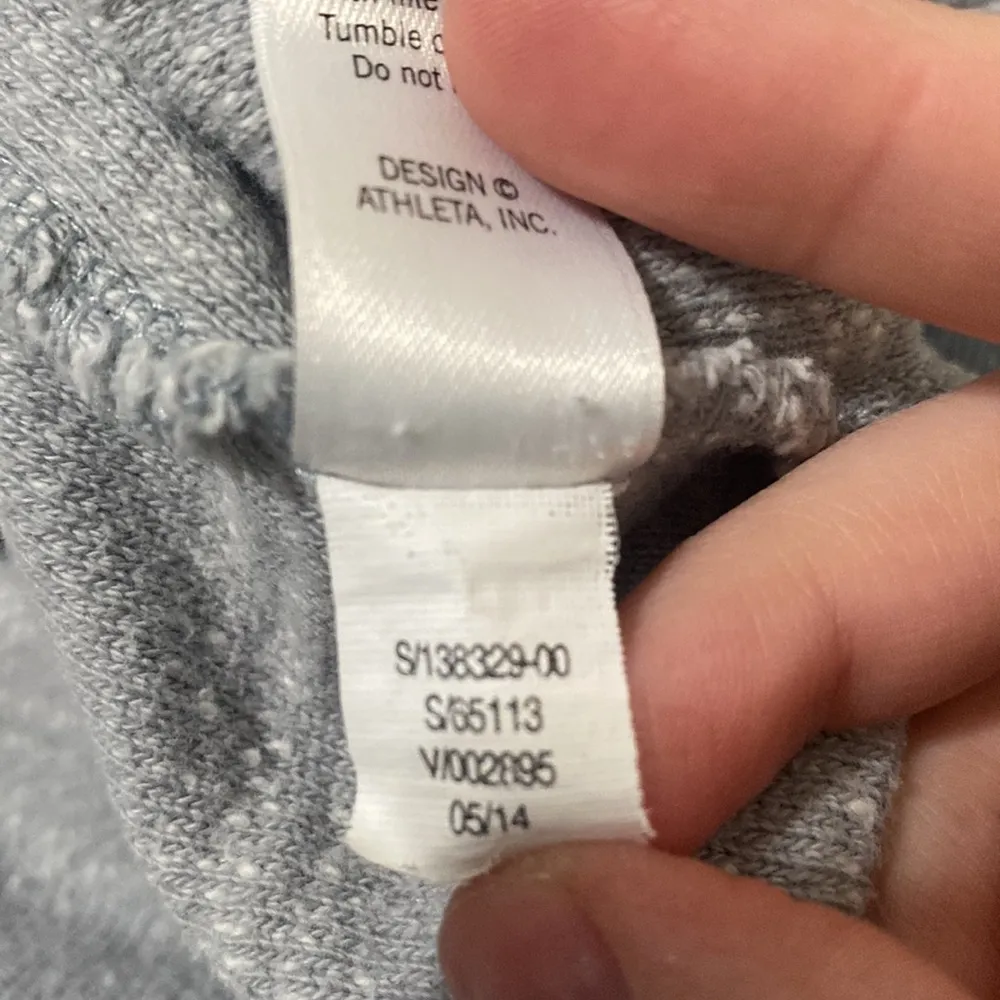 Tumble
Do not
DESIGN ©
ATHLETA, INC.
S/138329-00
S/65113
V/002895
05/14